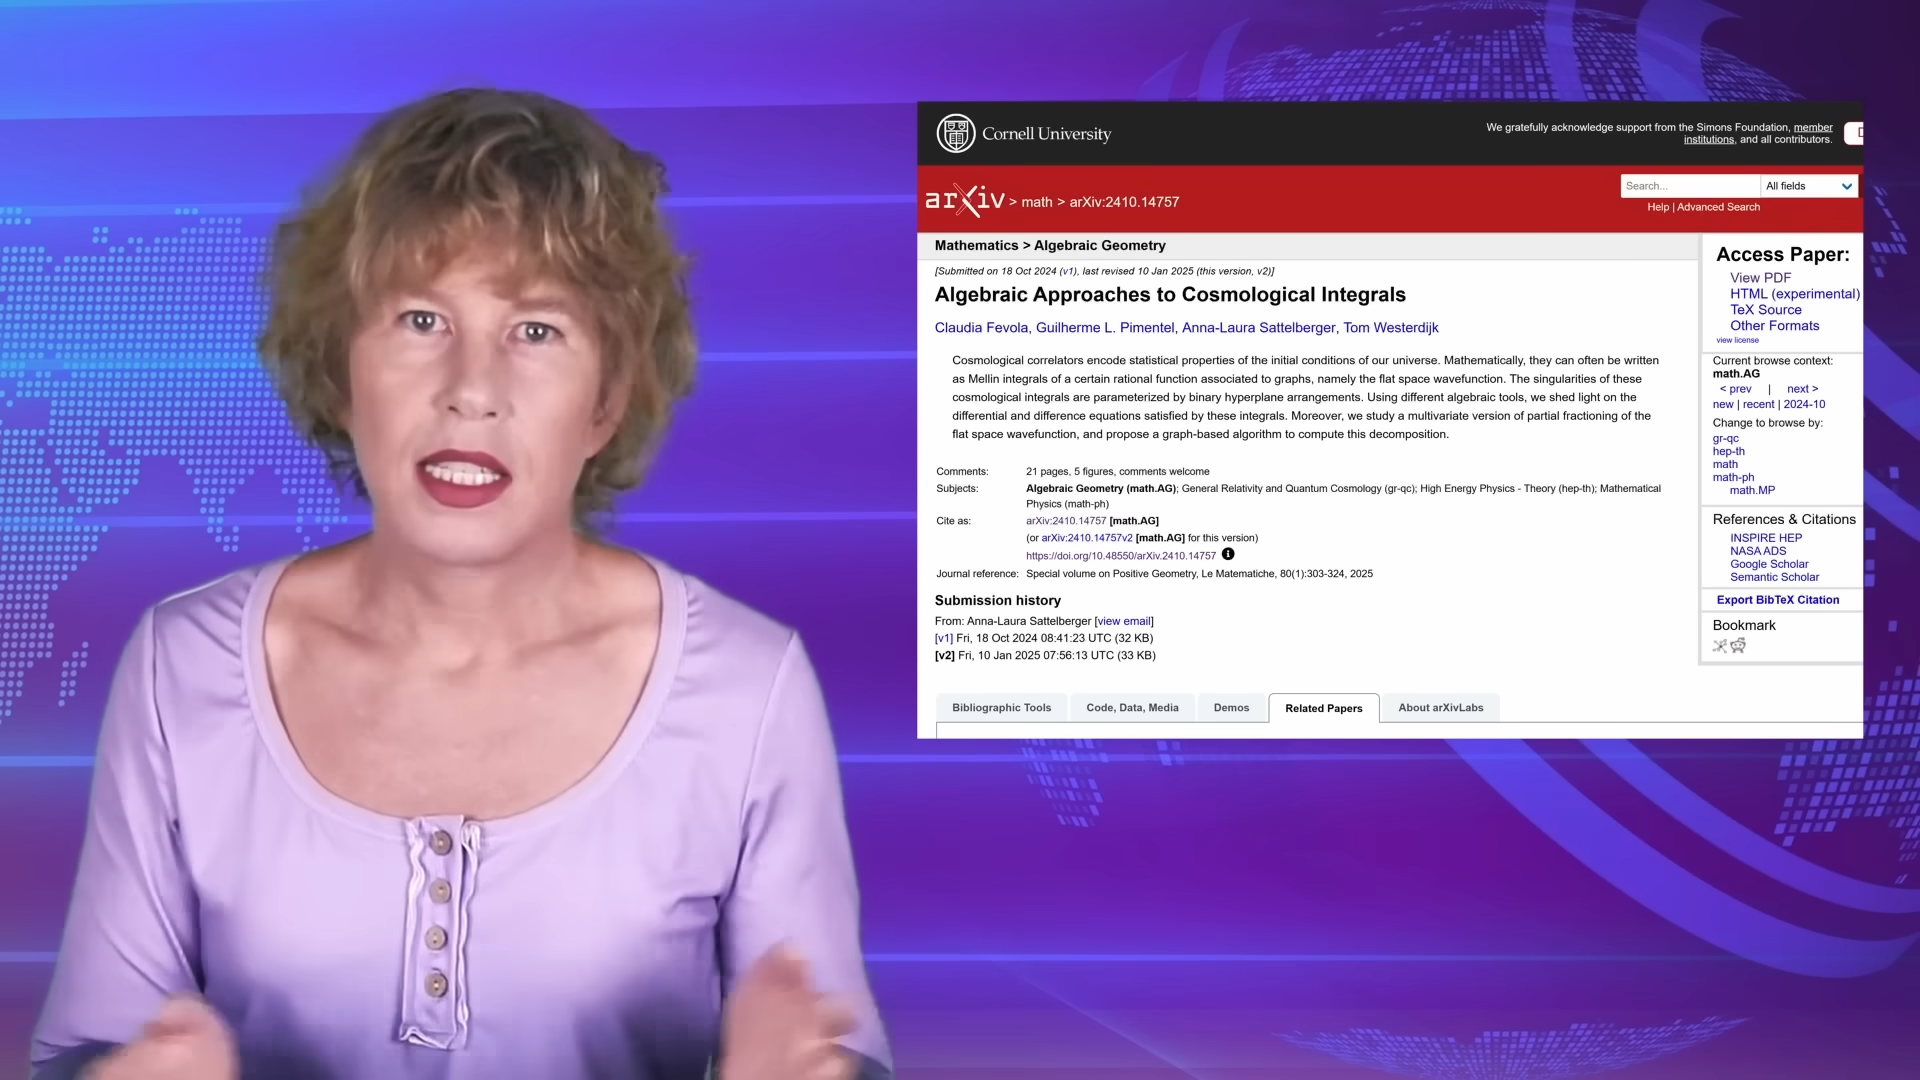 Cornell University
We gratefully acknowledge support from the Simons Foundation, member
institutions, and all contributors.
arXiv > math > arXiv:2410.14757
Search...
All fields
Help | Advanced Search
Mathematics > Algebraic Geometry
[Submitted on 18 Oct 2024 (v1), last revised 10 Jan 2025 (this version, v2)]
Algebraic Approaches to Cosmological Integrals
Claudia Fevola, Guilherme L. Pimentel, Anna-Laura Sattelberger, Tom Westerdijk
Cosmological correlators encode statistical properties of the initial conditions of our universe. Mathematically, they can often be written
as Mellin integrals of a certain rational function associated to graphs, namely the flat space wavefunction. The singularities of these
cosmological integrals are parameterized by binary hyperplane arrangements. Using different algebraic tools, we shed light on the
differential and difference equations satisfied by these integrals. Moreover, we study a multivariate version of partial fractioning of the
flat space wavefunction, and propose a graph-based algorithm to compute this decomposition.
Comments: 21 pages, 5 figures, comments welcome
Subjects: Algebraic Geometry (math.AG); General Relativity and Quantum Cosmology (gr-qc); High Energy Physics - Theory (hep-th); Mathematical
Physics (math-ph)
Cite as: arXiv:2410.14757 [math.AG]
(or arXiv:2410.14757v2 [math.AG] for this version)
https://doi.org/10.48550/arXiv.2410.14757
Journal reference: Special volume on Positive Geometry, Le Matematiche, 80(1):303-324, 2025
Submission history
From: Anna-Laura Sattelberger [view email]
[v1] Fri, 18 Oct 2024 08:41:23 UTC (32 KB)
[v2] Fri, 10 Jan 2025 07:56:13 UTC (33 KB)
Bibliographic Tools
Code, Data, Media
Demos
Related Papers
About arXivLabs
Access Paper:
View PDF
HTML (experimental)
TeX Source
Other Formats
view license
Current browse context:
math.AG
< prev | next >
new | recent | 2024-10
Change to browse by:
gr-qc
hep-th
math
math-ph
math.MP
References & Citations
INSPIRE HEP
NASA ADS
Google Scholar
Semantic Scholar
Export BibTeX Citation
Bookmark